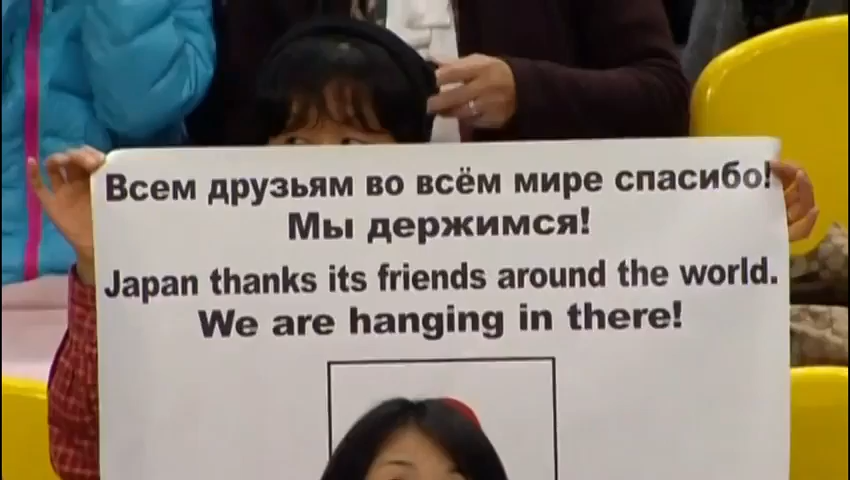 Всем друзьям во всём мире спасибо!
Мы держимся!
Japan thanks its friends around the world.
We are hanging in there!